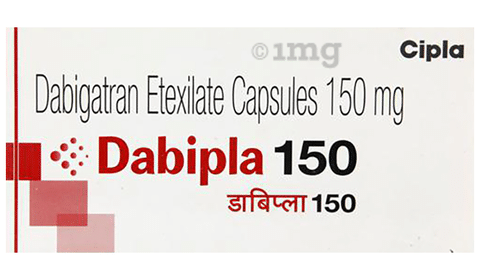 ©1mg
Cipla
Dabigatran Etexilate Capsules 150 mg
Dabipla 150
डाबिप्ला 150